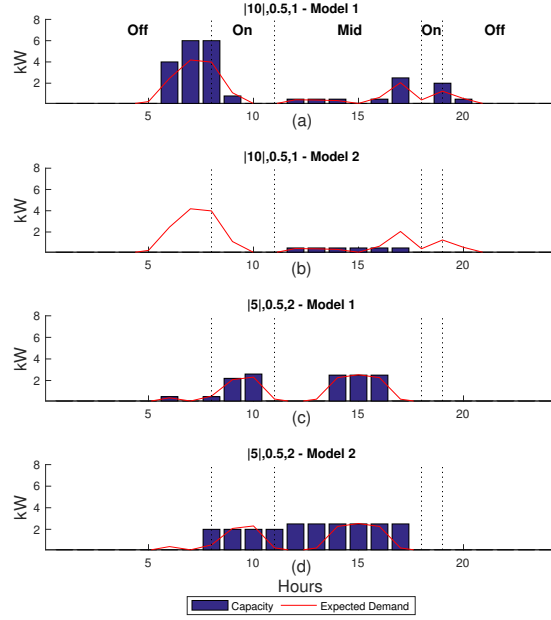 |10|,0.5,1 - Model 1
Off On Mid On Off
8
6
4
2
kW
5 10 15 20
(a)
|10|,0.5,1 - Model 2
8
6
4
2
kW
5 10 15 20
(b)
|5|,0.5,2 - Model 1
8
6
4
2
kW
5 10 15 20
(c)
|5|,0.5,2 - Model 2
8
6
4
2
kW
5 10 15 20
(d)
Hours
Capacity Expected Demand